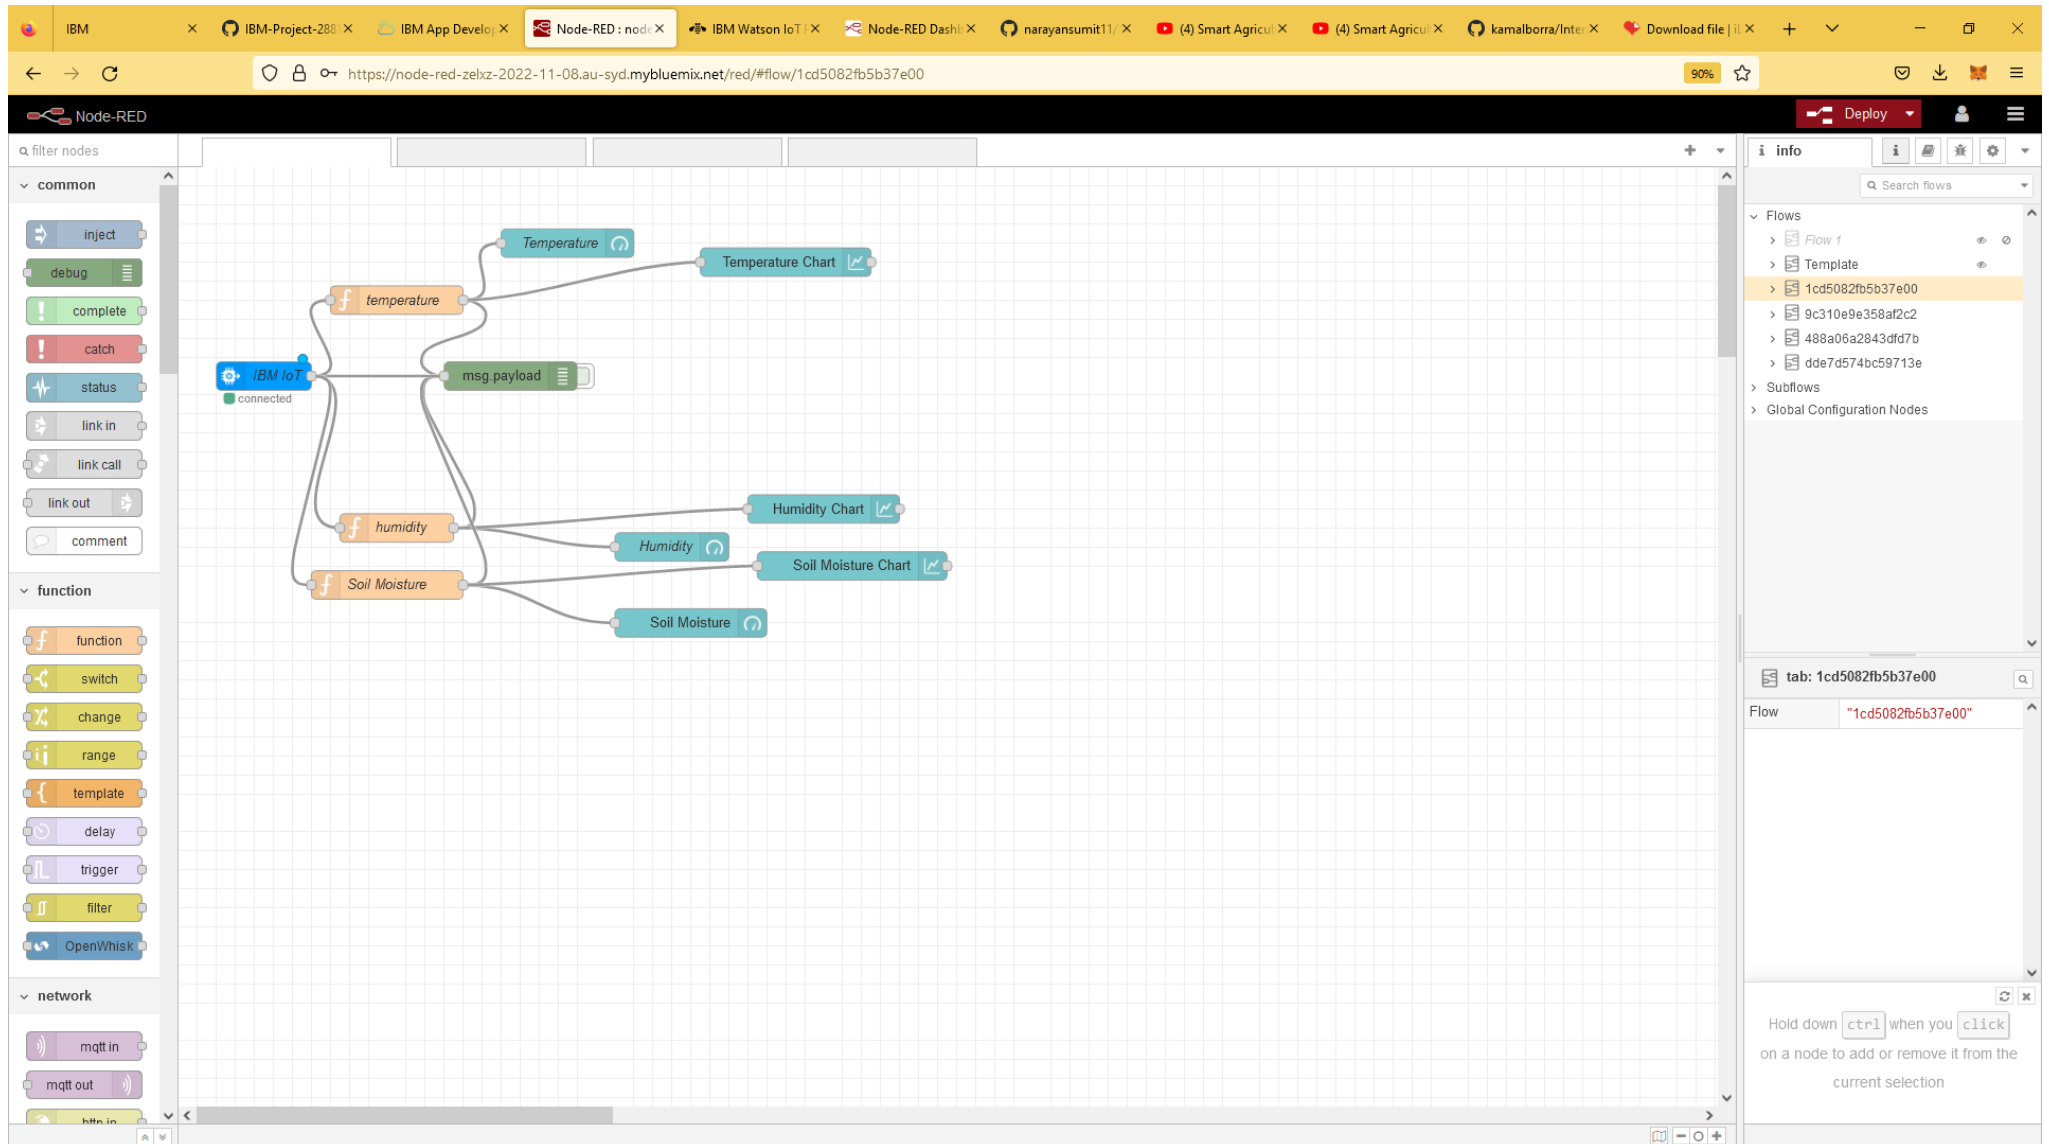 IBM
IBM-Project-288
IBM App Develop
Node-RED : node
IBM Watson IoT P
Node-RED Dashb
narayansumit11/
(4) Smart Agricul
(4) Smart Agricul
kamalborra/Inter
Download file | iL
https://node-red-zelxz-2022-11-08.au-syd.mybluemix.net/red/#flow/1cd5082fb5b37e00
90%
Node-RED
Deploy
filter nodes
common
inject
debug
complete
catch
status
link in
link call
link out
comment
function
function
switch
change
range
template
delay
trigger
filter
OpenWhisk
network
mqtt in
mqtt out
http in
Temperature
Temperature Chart
temperature
IBM IoT
connected
msg.payload
Humidity Chart
humidity
Humidity
Soil Moisture Chart
Soil Moisture
Soil Moisture
i info
Search flows
Flows
Flow 1
Template
1cd5082fb5b37e00
9c310e9e358af2c2
488a06a2843dfd7b
dde7d574bc59713e
Subflows
Global Configuration Nodes
tab: 1cd5082fb5b37e00
Flow "1cd5082fb5b37e00"
Hold down ctrl when you click
on a node to add or remove it from the
current selection